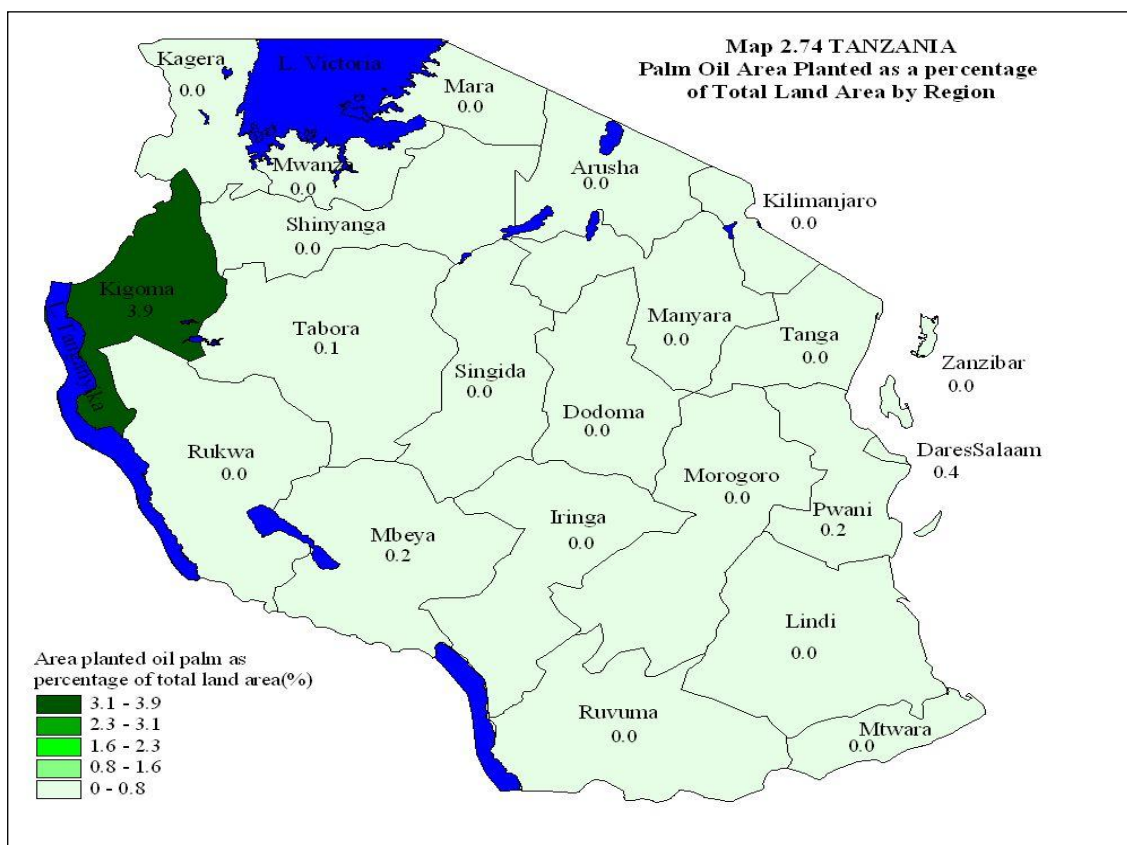 Map 2.74 TANZANIA
Palm Oil Area Planted as a percentage
of Total Land Area by Region
Kagera
0.0
L. Victoria
Mara
0.0
Mwanza
0.0
Arusha
0.0
Kilimanjaro
0.0
Shinyanga
0.0
Kigoma
3.9
L. Tanganyika
Tabora
0.1
Singida
0.0
Manyara
0.0
Tanga
0.0
Zanzibar
0.0
Dodoma
0.0
Rukwa
0.0
Morogoro
0.0
DaresSalaam
0.4
Pwani
0.2
Mbeya
0.2
Iringa
0.0
Lindi
0.0
Ruvuma
0.0
Mtwara
0.0
Area planted oil palm as
percentage of total land area(%)
3.1 - 3.9
2.3 - 3.1
1.6 - 2.3
0.8 - 1.6
0 - 0.8